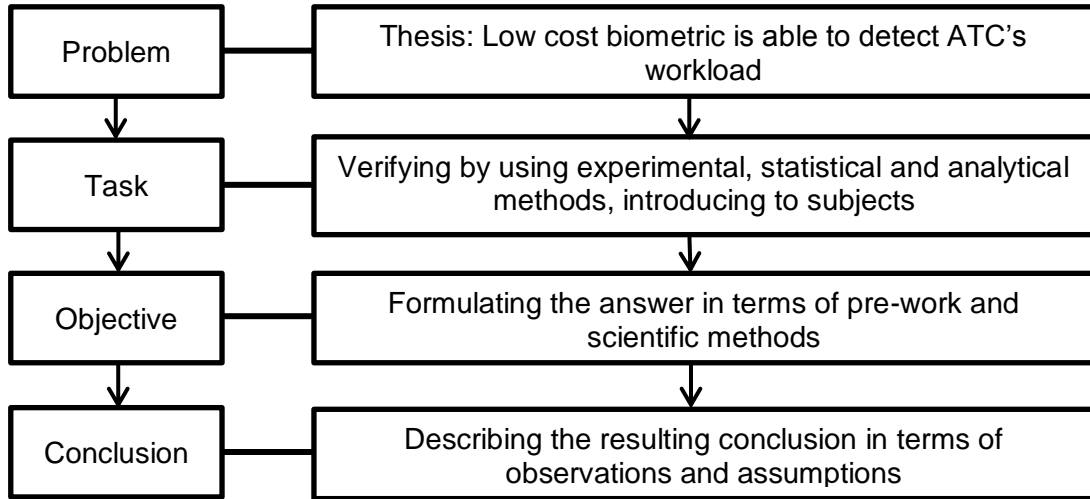 Problem
Thesis: Low cost biometric is able to detect ATC's
workload
Task
Verifying by using experimental, statistical and analytical
methods, introducing to subjects
Objective
Formulating the answer in terms of pre-work and
scientific methods
Conclusion
Describing the resulting conclusion in terms of
observations and assumptions